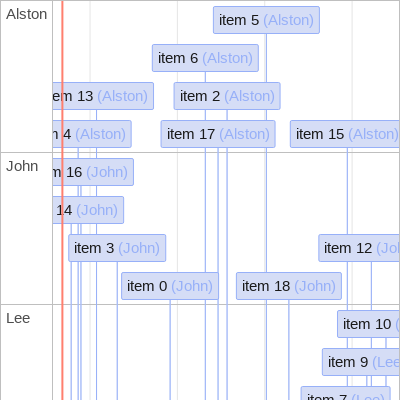 Alston
item 5 (Alston)
item 6 (Alston)
em 13 (Alston)
item 2 (Alston)
4 (Alston)
item 17 (Alston)
item 15 (Alston)
John
16 (John)
14 (John)
item 3 (John)
item 12 (Jo
item 0 (John)
item 18 (John)
Lee
item 10 (
item 9 (Lee
item 7 (Lee)